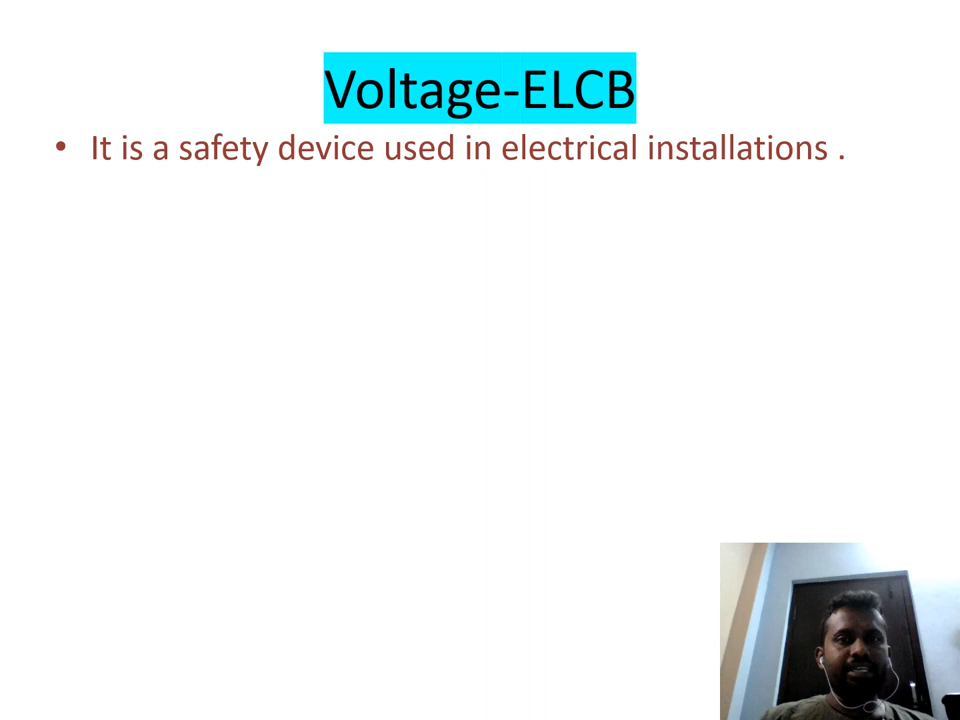 Voltage-ELCB
• It is a safety device used in electrical installations .